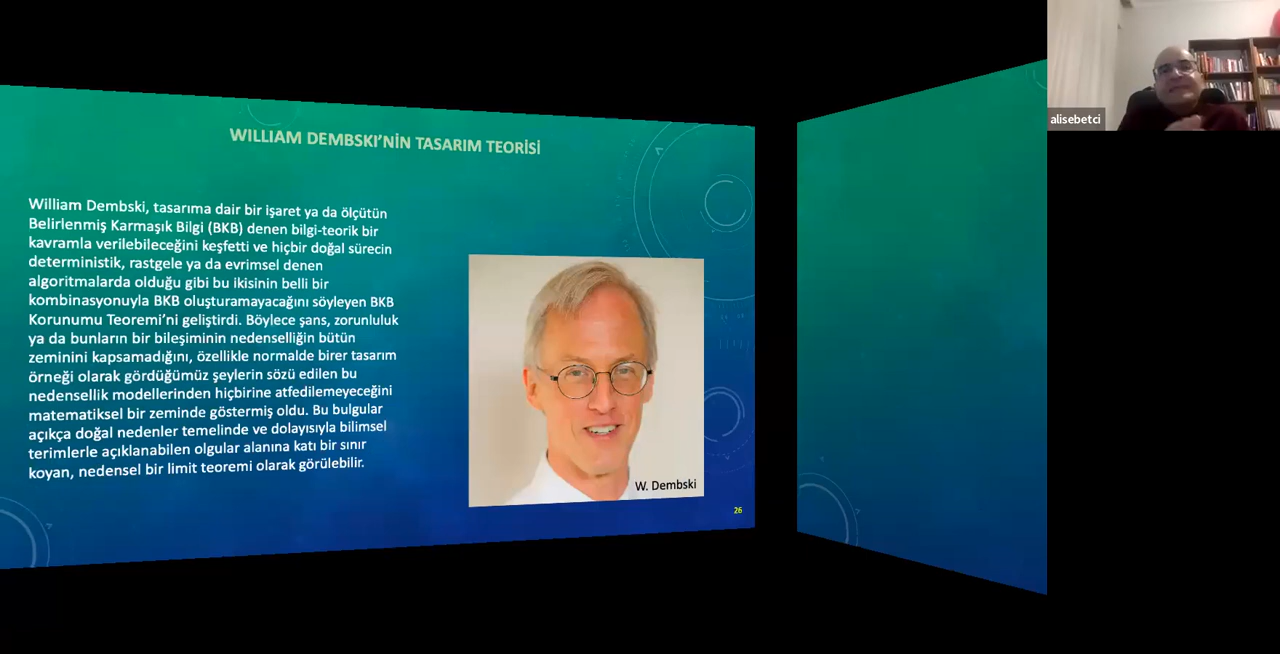 WILLIAM DEMBSKI’NİN TASARIM TEORİSİ
William Dembski, tasarıma dair bir işaret ya da ölçütün
Belirlenmiş Karmaşık Bilgi (BKB) denen bilgi-teorik bir
kavramla verilebileceğini keşfetti ve hiçbir doğal sürecin
deterministik, rastgele ya da evrimsel denen
algoritmalarda olduğu gibi bu ikisinin belli bir
kombinasyonuyla BKB oluşturamayacağını söyleyen BKB
Korunumu Teoremi’ni geliştirdi. Böylece şans, zorunluluk
ya da bunların bir bileşiminin nedenselliğin bütün
zeminini kapsamadığını, özellikle normalde birer tasarım
örneği olarak gördüğümüz şeylerin sözü edilen bu
nedensellik modellerinden hiçbirine atfedilemeyeceğini
matematiksel bir zeminde göstermiş oldu. Bu bulgular
açıkça doğal nedenler temelinde ve dolayısıyla bilimsel
terimlerle açıklanabilen olgular alanına katı bir sınır
koyan, nedensel bir limit teoremi olarak görülebilir.
W. Dembski
26
alisebetci